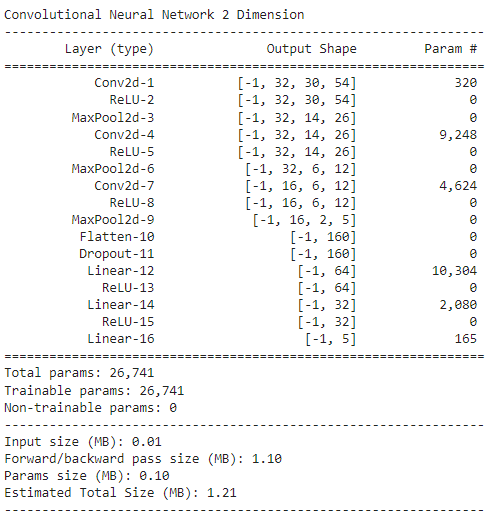 Convolutional Neural Network 2 Dimension
----------------------------------------------------------------
        Layer (type)               Output Shape         Param #
================================================================
            Conv2d-1           [-1, 32, 30, 54]             320
              ReLU-2           [-1, 32, 30, 54]               0
         MaxPool2d-3           [-1, 32, 14, 26]               0
            Conv2d-4           [-1, 32, 14, 26]           9,248
              ReLU-5           [-1, 32, 14, 26]               0
         MaxPool2d-6            [-1, 32, 6, 12]               0
            Conv2d-7            [-1, 16, 6, 12]           4,624
              ReLU-8            [-1, 16, 6, 12]               0
         MaxPool2d-9             [-1, 16, 2, 5]               0
          Flatten-10                  [-1, 160]               0
          Dropout-11                  [-1, 160]               0
           Linear-12                   [-1, 64]          10,304
             ReLU-13                   [-1, 64]               0
           Linear-14                   [-1, 32]           2,080
             ReLU-15                   [-1, 32]               0
           Linear-16                    [-1, 5]             165
================================================================
Total params: 26,741
Trainable params: 26,741
Non-trainable params: 0
----------------------------------------------------------------
Input size (MB): 0.01
Forward/backward pass size (MB): 1.10
Params size (MB): 0.10
Estimated Total Size (MB): 1.21
----------------------------------------------------------------